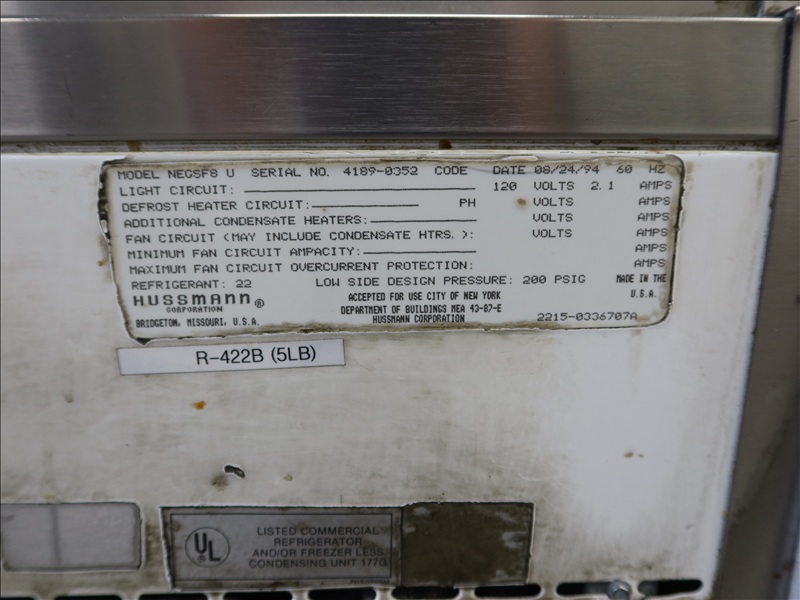 MODEL NEGSF8 U SERIAL NO. 4189-0352 CODE DATE 08/24/94 60 HZ
LIGHT CIRCUIT: 120 VOLTS 2.1 AMPS
DEFROST HEATER CIRCUIT: PH VOLTS AMPS
ADDITIONAL CONDENSATE HEATERS: VOLTS AMPS
FAN CIRCUIT (MAY INCLUDE CONDENSATE HTRS.): VOLTS AMPS
MINIMUM FAN CIRCUIT AMPACITY: AMPS
MAXIMUM FAN CIRCUIT OVERCURRENT PROTECTION: AMPS
REFRIGERANT: 22 LOW SIDE DESIGN PRESSURE: 200 PSIG MADE IN THE
U.S.A.
HUSSMANN®
CORPORATION
BRIDGETON, MISSOURI, U.S.A.
ACCEPTED FOR USE CITY OF NEW YORK
DEPARTMENT OF BUILDINGS MEA 43-87-E
HUSSMANN CORPORATION
2215-0336707A
R-422B (5LB)
UL®
LISTED COMMERCIAL
REFRIGERATOR
AND/OR FREEZER LESS
CONDENSING UNIT 177G